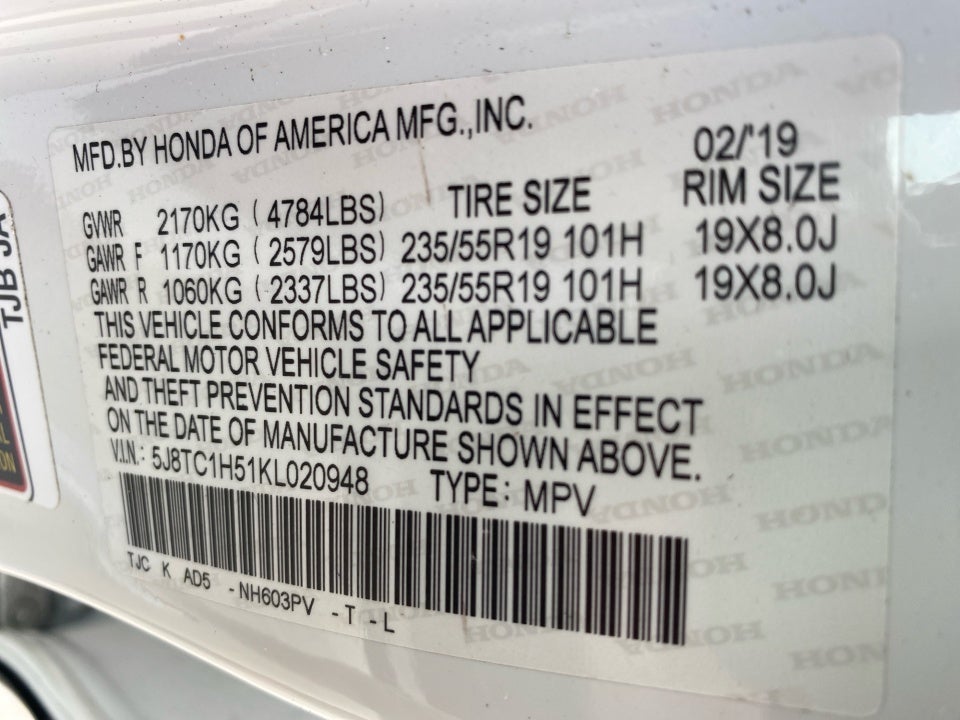 MFD.BY HONDA OF AMERICA MFG.,INC. 02/'19
GVWR 2170KG (4784LBS) TIRE SIZE RIM SIZE
GAWR F 1170KG (2579LBS) 235/55R19 101H 19X8.0J
GAWR R 1060KG (2337LBS) 235/55R19 101H 19X8.0J
THIS VEHICLE CONFORMS TO ALL APPLICABLE
FEDERAL MOTOR VEHICLE SAFETY
AND THEFT PREVENTION STANDARDS IN EFFECT
ON THE DATE OF MANUFACTURE SHOWN ABOVE.
V.I.N.: 5J8TC1H51KL020948 TYPE: MPV
TJC K AD5 -NH603PV -T -L
TJB JA
HONDA